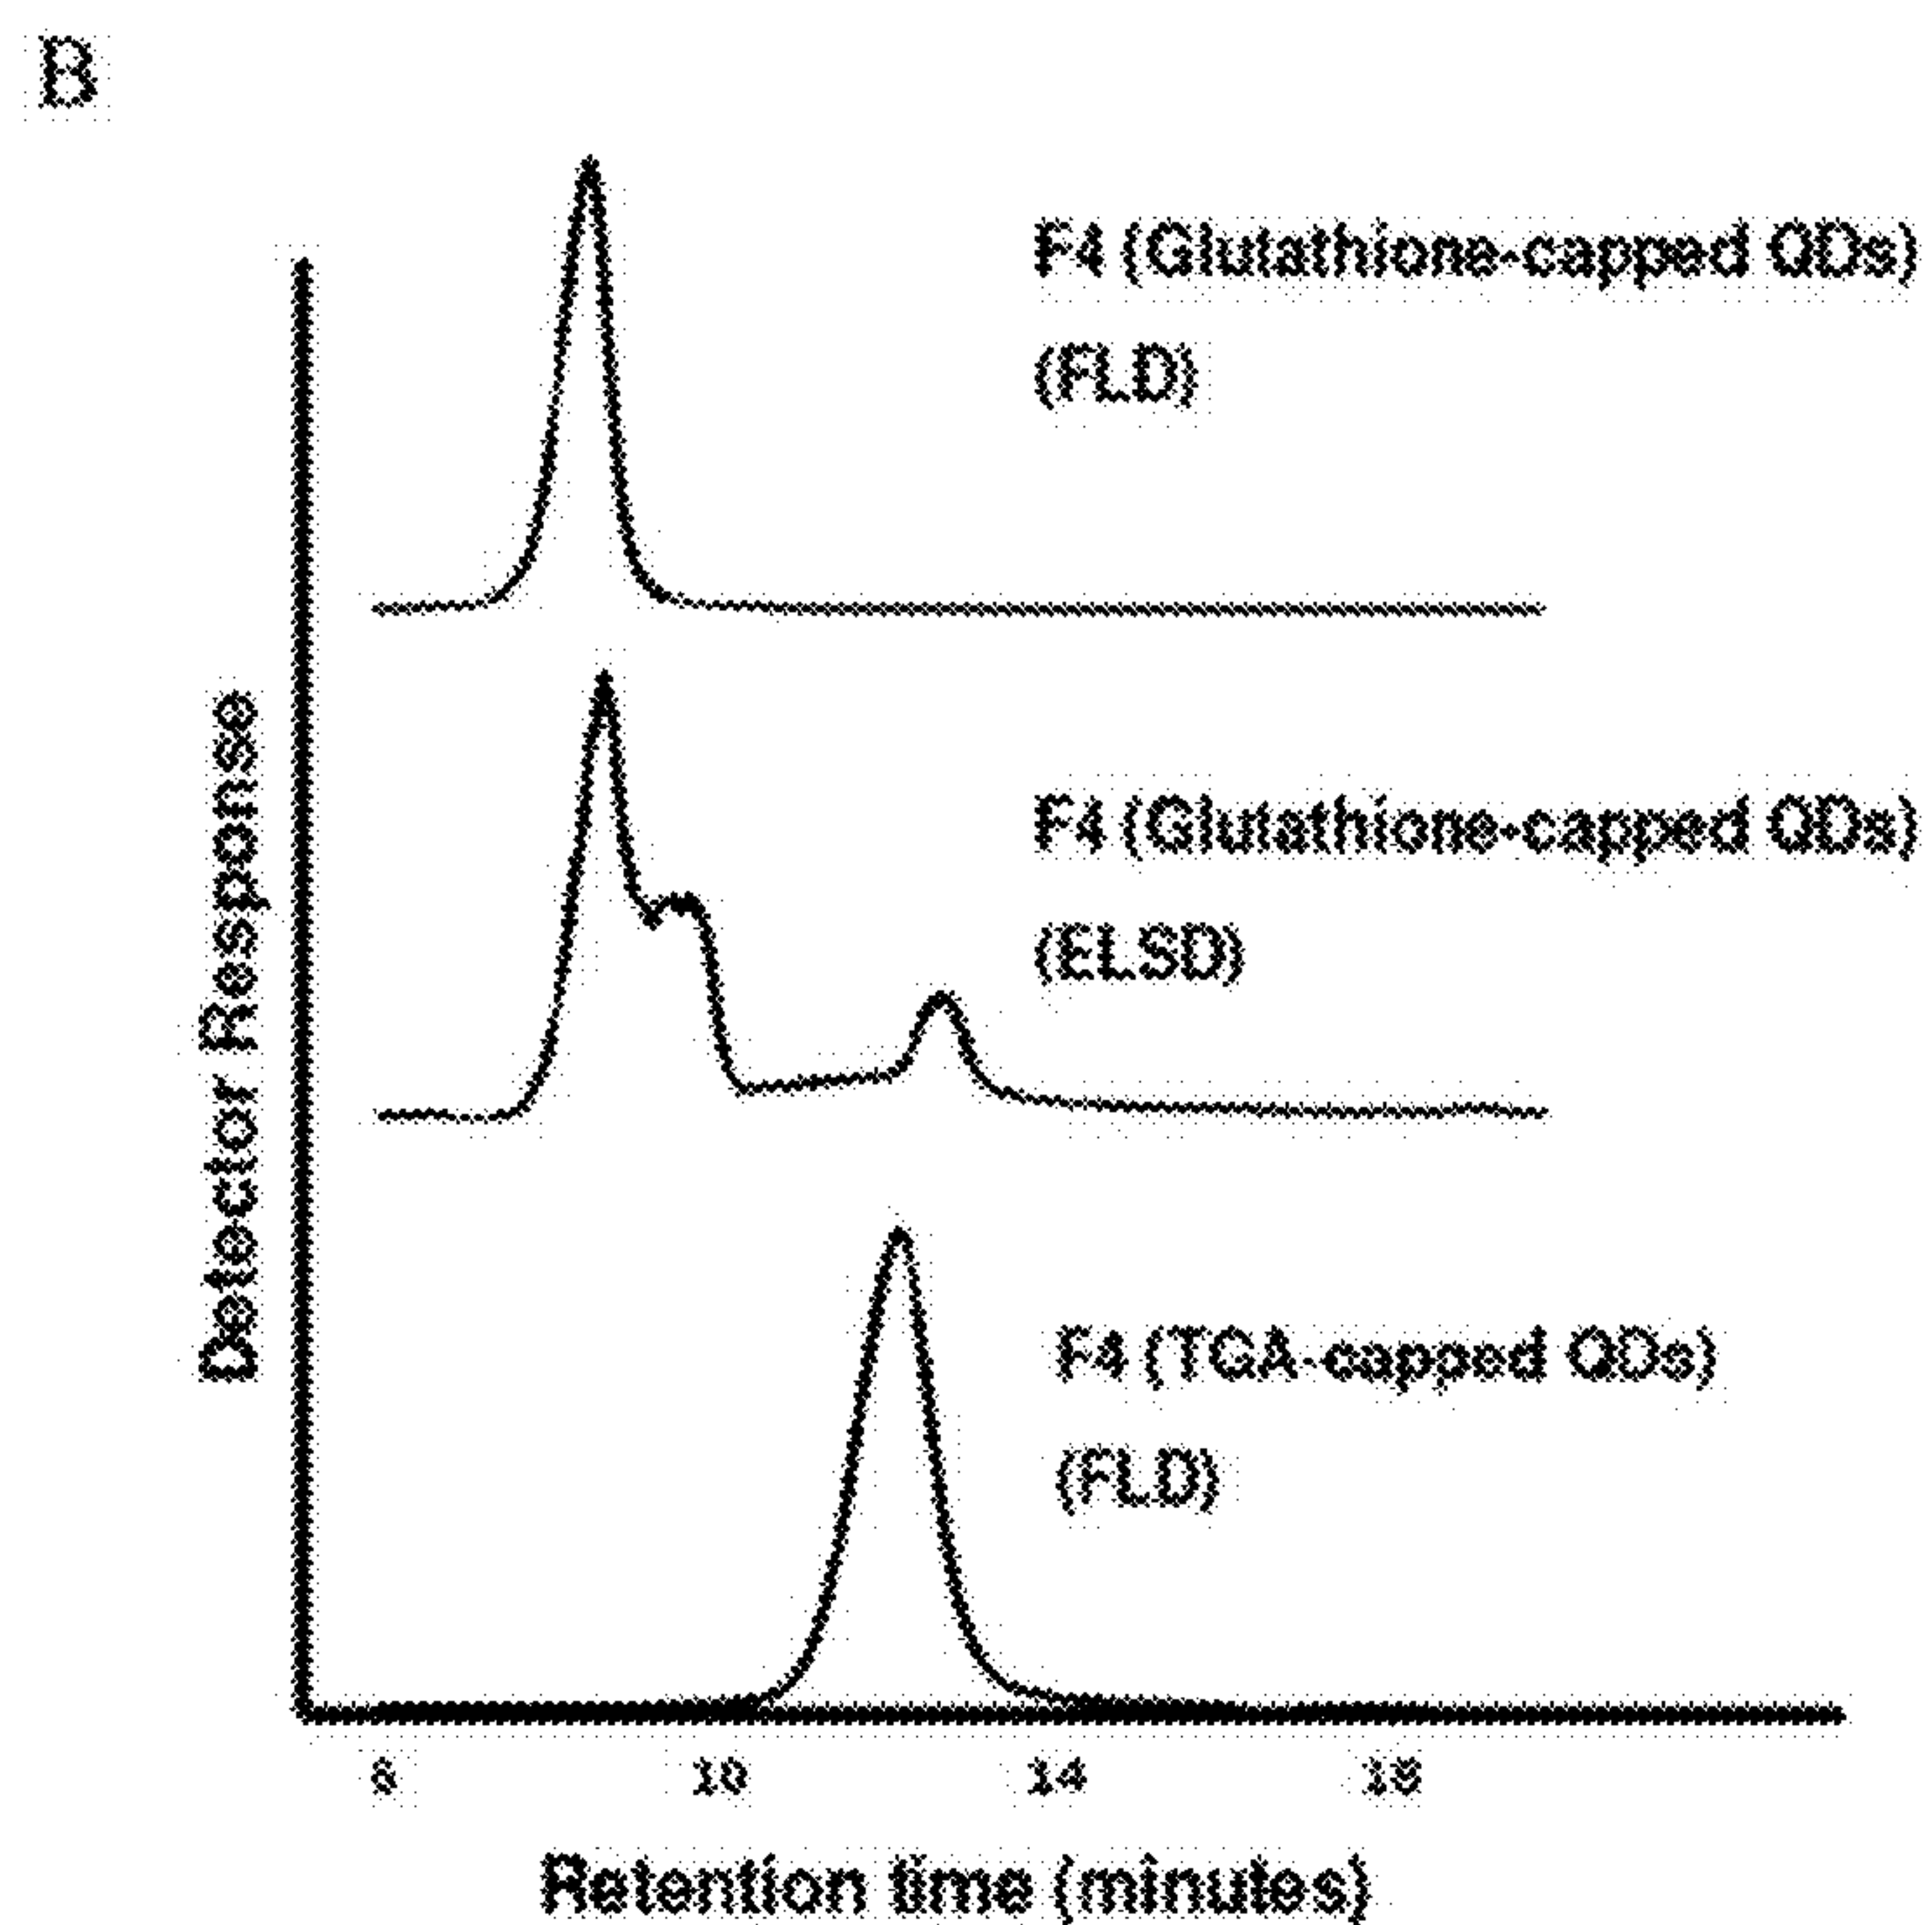 B
F4 (Glutathione-capped QDs)
(FLD)
F4 (Glutathione-capped QDs)
(ELSD)
F4 (TGA-capped QDs)
(FLD)
Detector Response
6 10 14 18
Retention time (minutes)